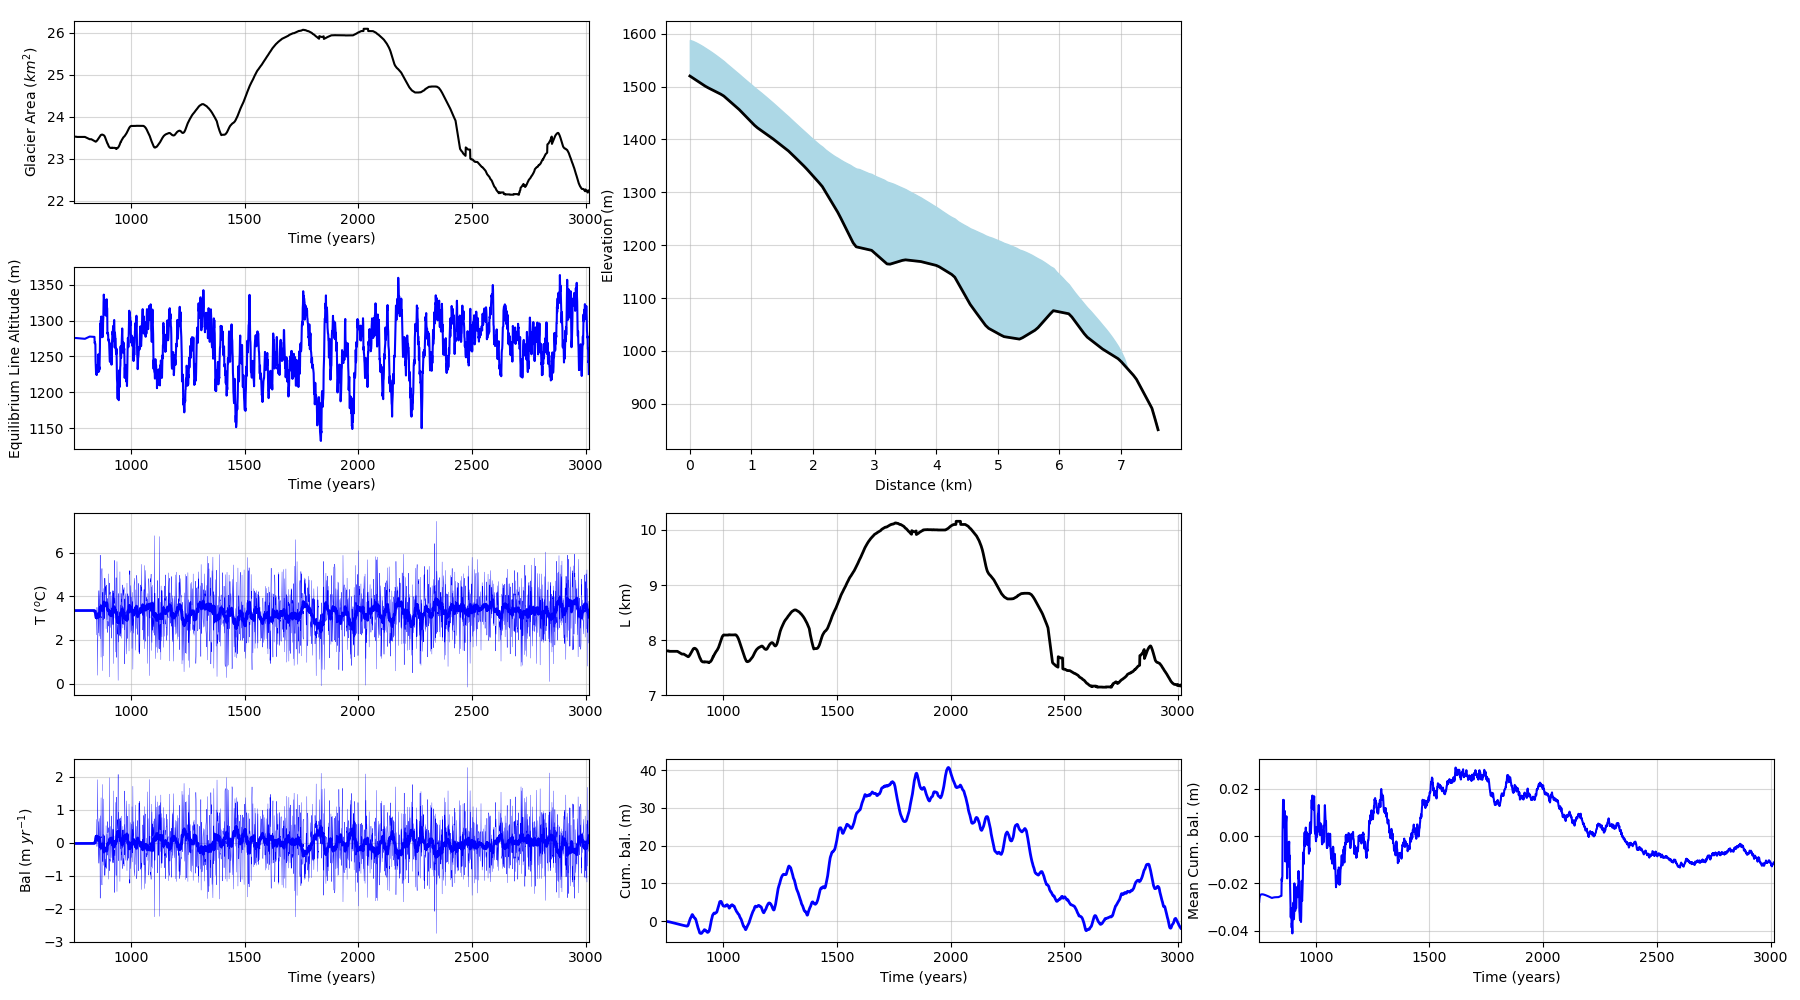 26
25
24
23
22
Glacier Area (km²)
1000 1500 2000 2500 3000
Time (years)
1600
1500
1400
1300
1200
1100
1000
900
Elevation (m)
0 1 2 3 4 5 6 7
Distance (km)
1350
1300
1250
1200
1150
Equilibrium Line Altitude (m)
1000 1500 2000 2500 3000
Time (years)
6
4
2
0
T (°C)
1000 1500 2000 2500 3000
10
9
8
7
L (km)
1000 1500 2000 2500 3000
2
1
0
−1
−2
−3
Bal (m yr⁻¹)
1000 1500 2000 2500 3000
Time (years)
40
30
20
10
0
Cum. bal. (m)
1000 1500 2000 2500 3000
Time (years)
0.02
0.00
−0.02
−0.04
Mean Cum. bal. (m)
1000 1500 2000 2500 3000
Time (years)